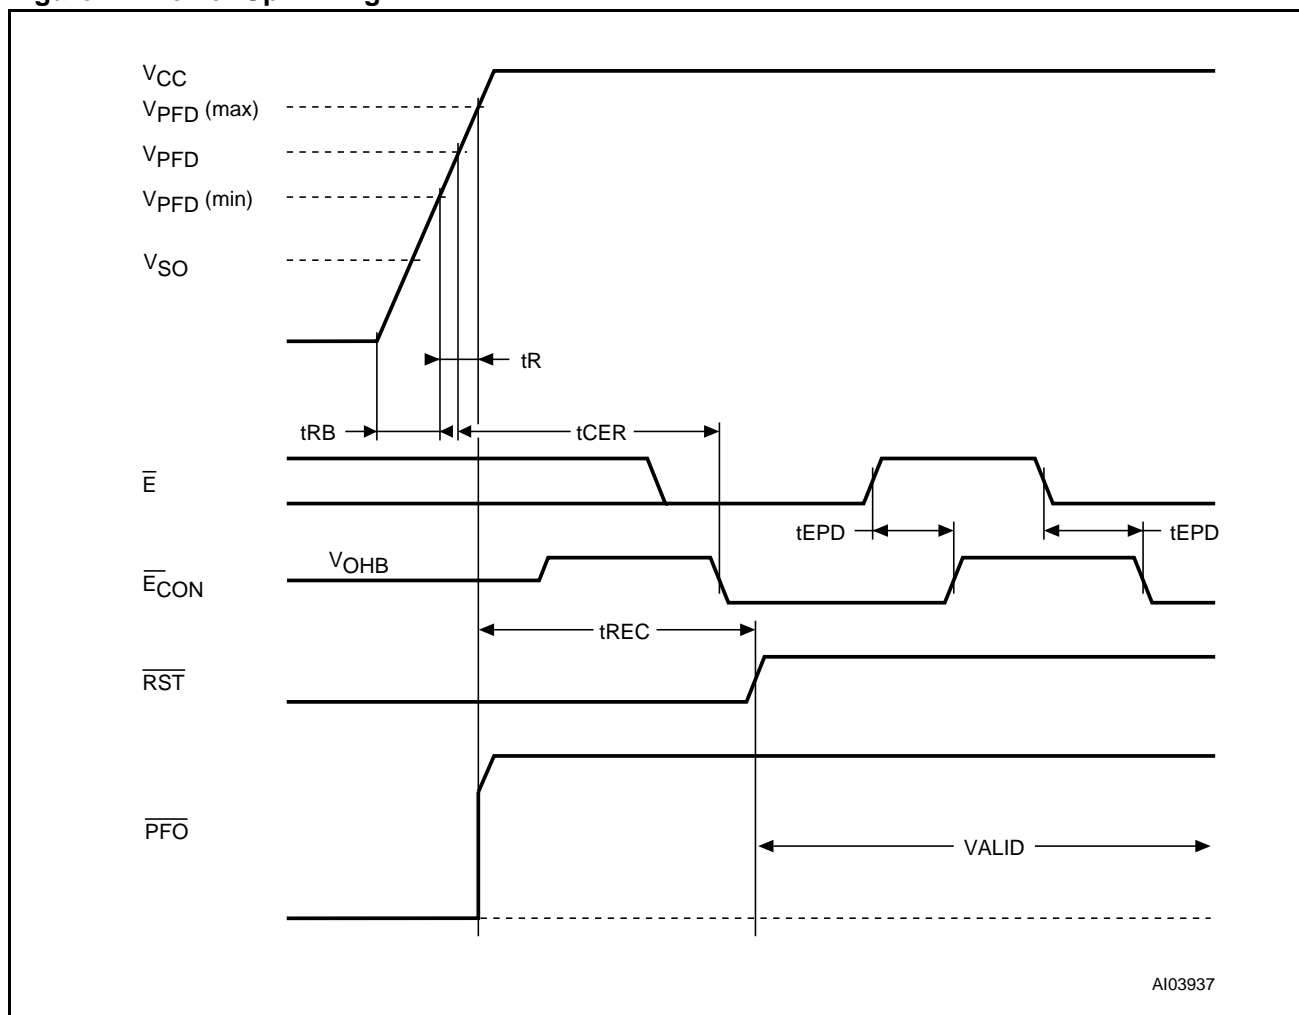 VCC
VPFD (max)
VPFD
VPFD (min)
VSO
tR
tRB
tCER
E
tEPD
tEPD
VOHB
ECON
tREC
RST
PFO
VALID
AI03937